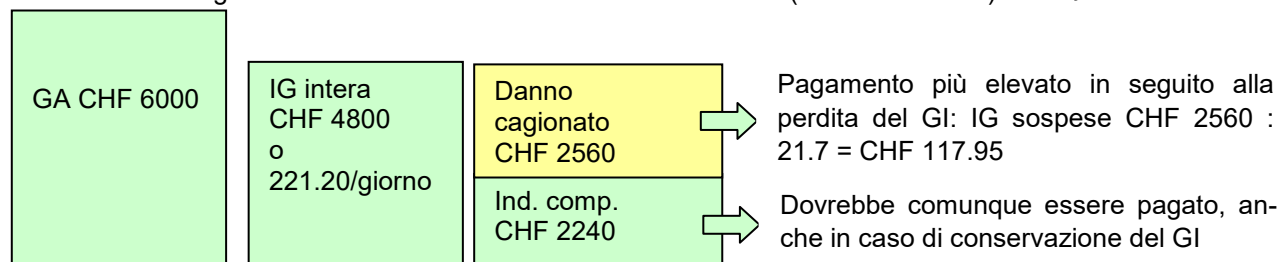 GA CHF 6000
IG intera
CHF 4800
o
221.20/giorno
Danno
cagionato
CHF 2560
Ind. comp.
CHF 2240
Pagamento più elevato in seguito alla
perdita del GI: IG sospese CHF 2560 :
21.7 = CHF 117.95
Dovrebbe comunque essere pagato, an-
che in caso di conservazione del GI